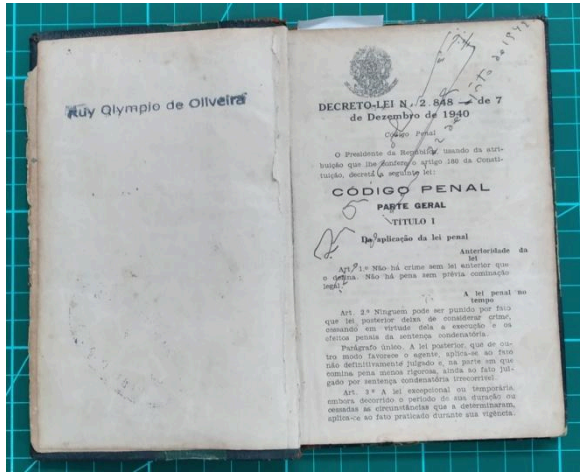 Ruy Olympio de Oliveira
DECRETO-LEI N. 2.848 — de 7
de Dezembro de 1940
Código Penal
O Presidente da República, usando da atri-
buição que lhe confere o artigo 180 da Consti-
tuição, decreta a seguinte lei:
CÓDIGO PENAL
PARTE GERAL
TÍTULO I
Da aplicação da lei penal
Anterioridade da
lei
Art. 1.º Não há crime sem lei anterior que
o defina. Não há pena sem prévia cominação
legal.
A lei penal no
tempo
Art. 2.º Ninguem pode ser punido por fato
que lei posterior deixa de considerar crime,
cessando em virtude dela a execução e os
efeitos penais da sentença condenatória.
Parágrafo único. A lei posterior, que de ou-
tro modo favorece o agente, aplica-se ao fato
não definitivamente julgado e, na parte em que
comina pena menos rigorosa, ainda ao fato jul-
gado por sentença condenatória irrecorrivel.
Art. 3.º A lei excepcional ou temporária,
embora decorrido o período de sua duração ou
cessadas as circunstâncias que a determinaram,
aplica-se ao fato praticado durante sua vigência.